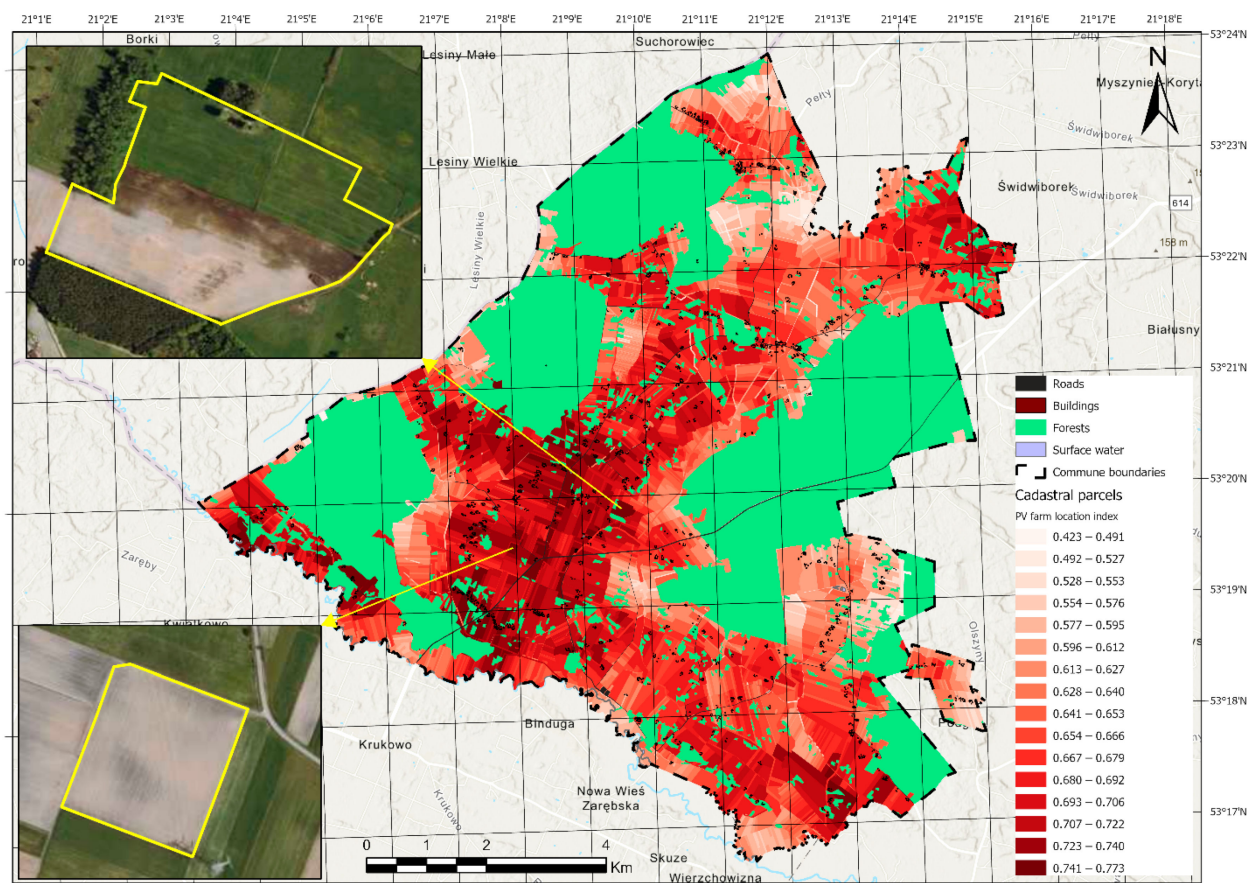 21°1'E 21°2'E 21°3'E 21°4'E 21°5'E 21°6'E 21°7'E 21°8'E 21°9'E 21°10'E 21°11'E 21°12'E 21°13'E 21°14'E 21°15'E 21°16'E 21°17'E 21°18'E
Borki
Suchorowiec
53°24'N
Lesiny Małe
Pełty
Pełty
N
Myszyniec-Koryta
Świdwiborek
53°23'N
Lesiny Wielkie
Świdwiborek
Świdwiborek
614
Lesiny Wielkie
158 m
53°22'N
Białusny
53°21'N
Roads
Buildings
Forests
Surface water
Commune boundaries
53°20'N
Cadastral parcels
PV farm location index
0.423 – 0.491
0.492 – 0.527
0.528 – 0.553
0.554 – 0.576
0.577 – 0.595
0.596 – 0.612
0.613 – 0.627
0.628 – 0.640
0.641 – 0.653
0.654 – 0.666
0.667 – 0.679
0.680 – 0.692
0.693 – 0.706
0.707 – 0.722
0.723 – 0.740
0.741 – 0.773
Zaręby
53°19'N
Olszyny
53°18'N
Binduga
Krukowo
Nowa Wieś
Zarębska
53°17'N
Krukowo
0 1 2 4
Km
Skuze
Wierzchowizna